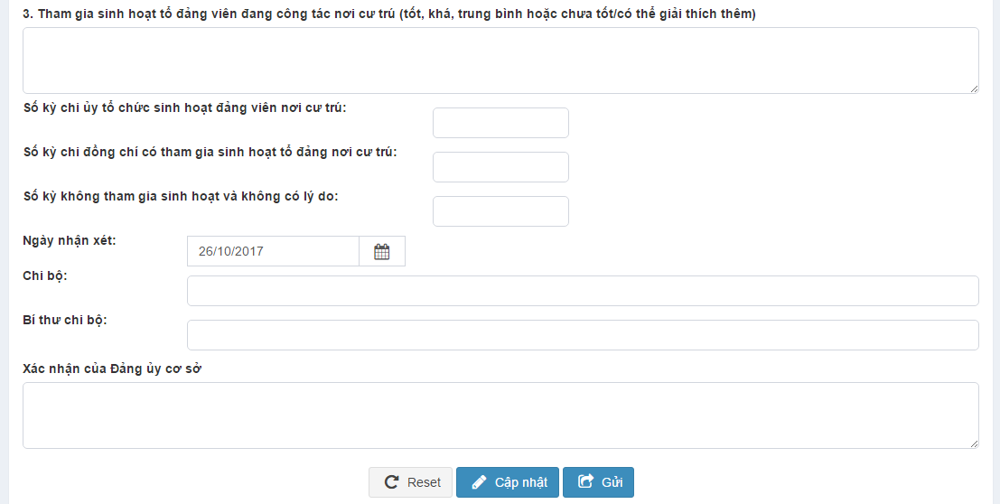 3. Tham gia sinh hoạt tổ đảng viên đang công tác nơi cư trú (tốt, khá, trung bình hoặc chưa tốt/có thể giải thích thêm)
Số kỳ chi ủy tổ chức sinh hoạt đảng viên nơi cư trú:
Số kỳ chi đồng chí có tham gia sinh hoạt tổ đảng nơi cư trú:
Số kỳ không tham gia sinh hoạt và không có lý do:
Ngày nhận xét:
26/10/2017
Chi bộ:
Bí thư chi bộ:
Xác nhận của Đảng ủy cơ sở
Reset Cập nhật Gửi